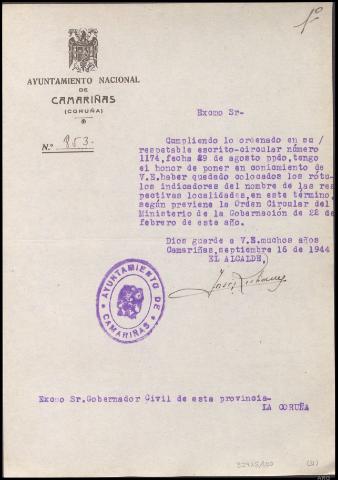 1º
AYUNTAMIENTO NACIONAL
DE
CAMARIÑAS
(CORUÑA)
N.º 853.
Excmo Sr-
Cumpliendo lo ordenado en su /
respetable escrito-circular número
1174, fecha 29 de agosto ppdo, tengo
el honor de poner en conocimiento de
V.E. haber quedado colocados los rótu-
los indicadores del nombre de las res
pectivas localidades, en este término,
según previene la Orden Circular del
Ministerio de la Gobernación de 22 de
febrero de este año.
Dios guarde a V.E. muchos años
Camariñas, septiembre 16 de 1944
EL ALCALDE,
AYUNTAMIENTO DE
CAMARIÑAS
Excmo Sr. Gobernador Civil de esta provincia-
LA CORUÑA